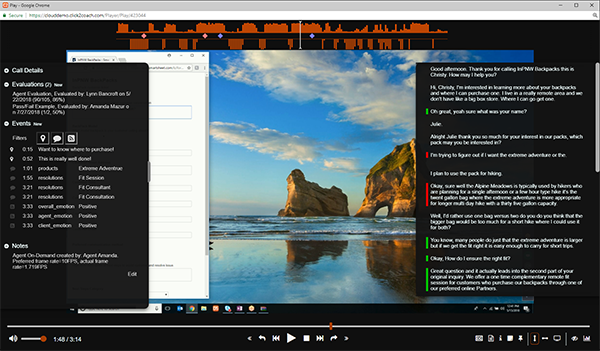 Play - Google Chrome
Secure | https://clouddemo.click2coach.com/Player/Play/423044
Call Details
Evaluations (2) New
Agent Evaluation, Evaluated by: Lynn Bancroft on 5/
22/2018 (90/105, 86%)
Pass/Fail Example, Evaluated by: Amanda Mazur o
n 7/27/2018 (1/2, 50%)
Events New
Filters
0:15 Want to know where to purchase!
0:52 This is really well done!
1:01 products Extreme Adventrue
1:55 resolutions Fit Session
3:21 resolutions Fit Consultant
3:21 resolutions Fit Consultation
3:33 overall_emotion Positive
3:33 agent_emotion Positive
3:33 client_emotion Positive
Notes
Agent On-Demand created by: Agent Amanda.
Preferred frame rate=10FPS, actual frame
rate=1.719FPS
Edit
Good afternoon. Thank you for calling InPNW Backpacks this is
Christy. How may I help you?
Hi, Christy, I'm interested in learning more about your backpacks
and where I can purchase one. I live in a really remote area and we
don't have like a big box store. Where can I go get one.
Oh great, yeah sure what was your name?
Julie.
Alright Julie thank you so much for your interest in our packs, which
pack may you be interested in?
I'm trying to figure out if I want the extreme adventure or the.
I plan to use the pack for hiking.
Okay, sure well the Alpine Meadows is typically used by hikers who
are planning for a single afternoon or a few hour type hike it's the
twent gallon bag where the extreme adventure is more appropriate
for longer multi day hike with a thirty five gallon capacity.
Well, I'd rather use one bag versus two do you do you think that the
bigger bag would be too much for a short hike where I could use it
for both?
You know, many people do just that the extreme adventure is larger
but if we get the fit right it is easy enough to carry for short trips.
Okay, How do I ensure the right fit?
Great question and it actually leads into the second part of your
original inquiry. We offer a one time complementary remote fit
session for customers who purchase our backpacks through one of
our preferred online Partners.
1:48 / 3:14